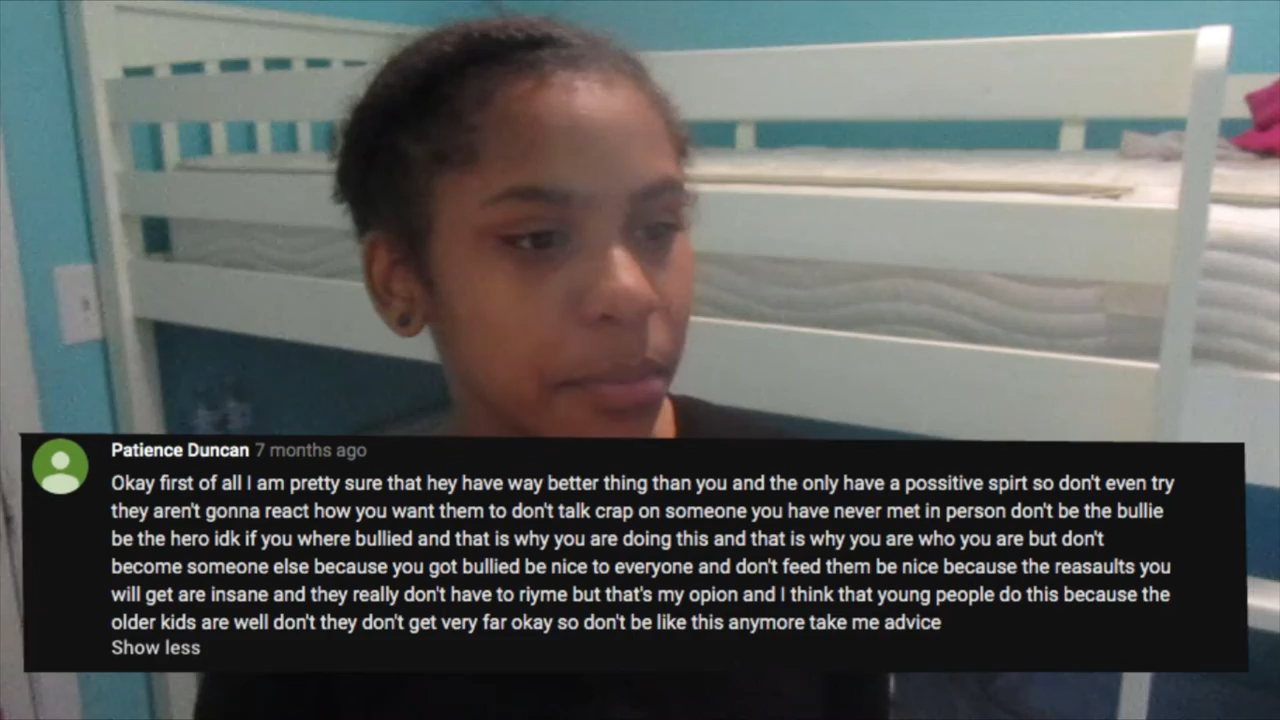 Patience Duncan 7 months ago
Okay first of all I am pretty sure that hey have way better thing than you and the only have a possitive spirt so don't even try
they aren't gonna react how you want them to don't talk crap on someone you have never met in person don't be the bullie
be the hero idk if you where bullied and that is why you are doing this and that is why you are who you are but don't
become someone else because you got bullied be nice to everyone and don't feed them be nice because the reasaults you
will get are insane and they really don't have to riyme but that's my opion and I think that young people do this because the
older kids are well don't they don't get very far okay so don't be like this anymore take me advice
Show less